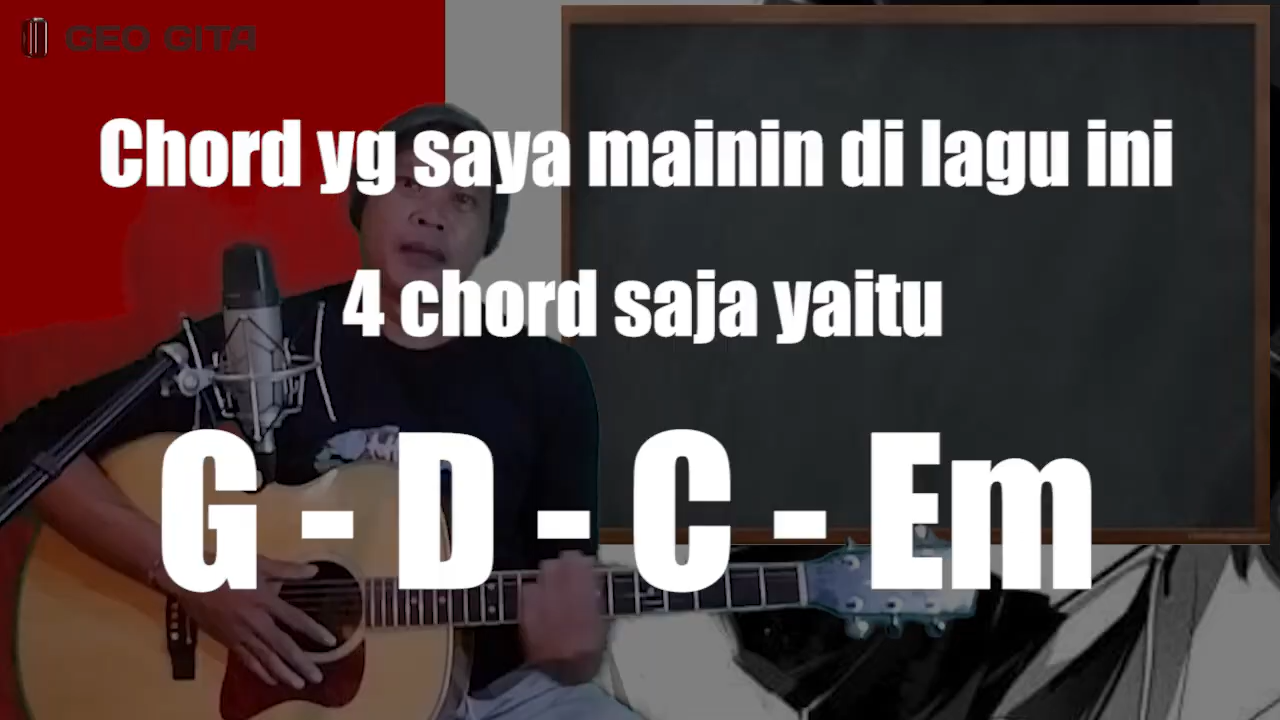 GEO GITA
Chord yg saya mainin di lagu ini
4 chord saja yaitu
G - D - C - Em